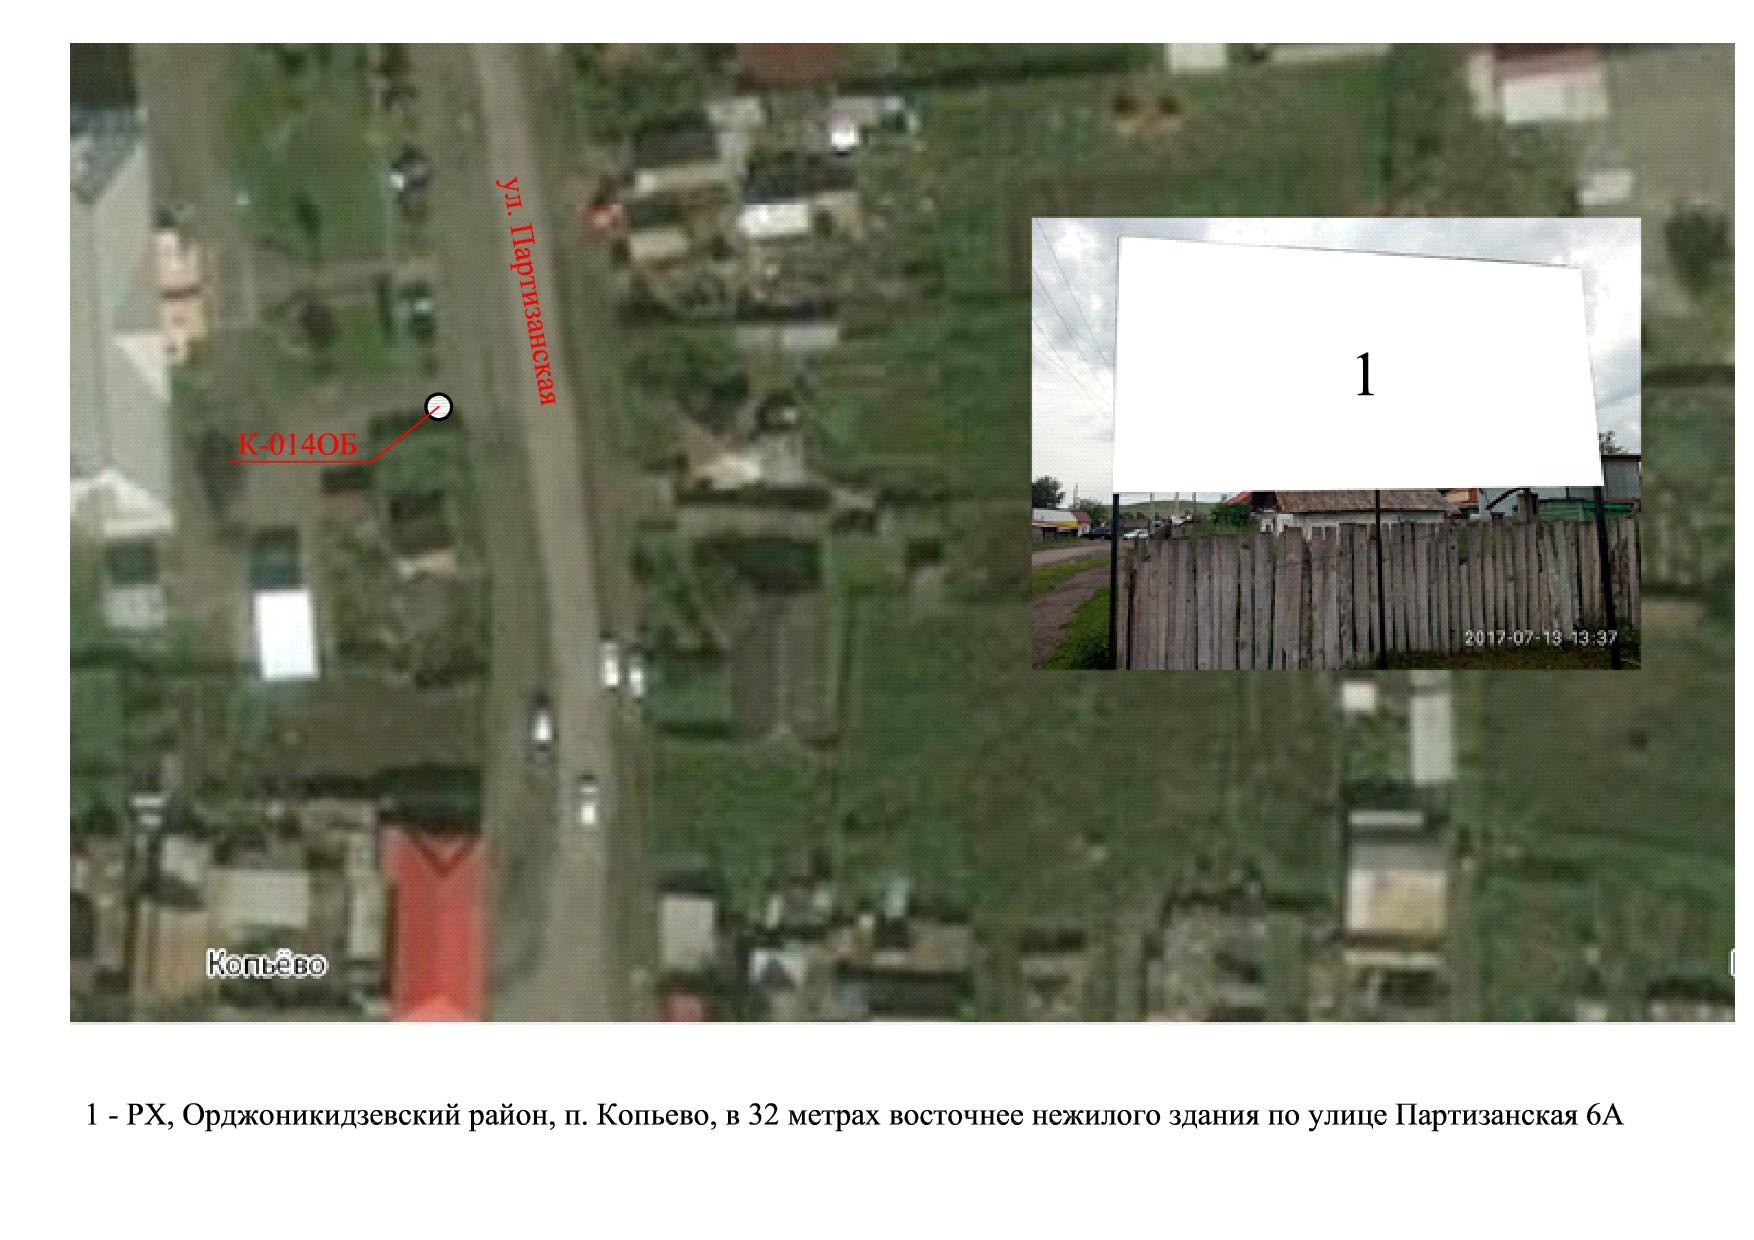 ул. Партизанская
К-014ОБ
1
2017-07-13 13:37
Копьёво
1 - РХ, Орджоникидзевский район, п. Копьево, в 32 метрах восточнее нежилого здания по улице Партизанская 6А